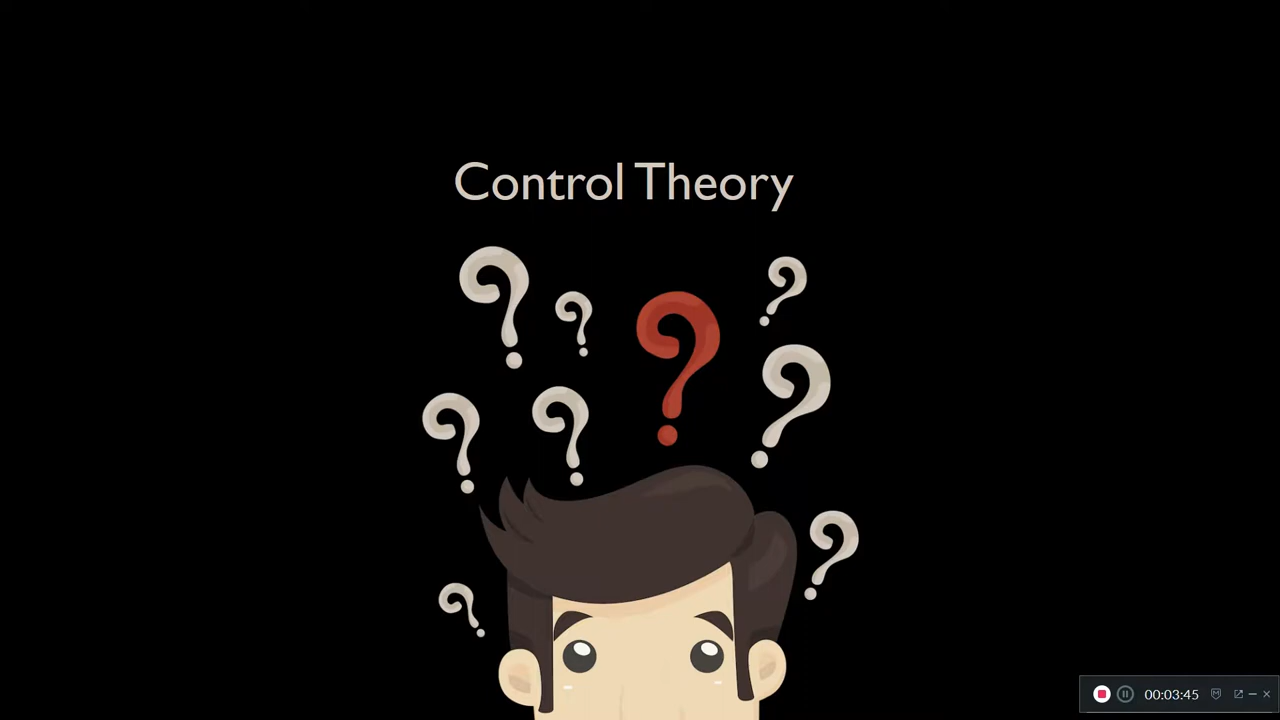 Control Theory
? ? ? ?
? ? ?
?
?
00:03:45